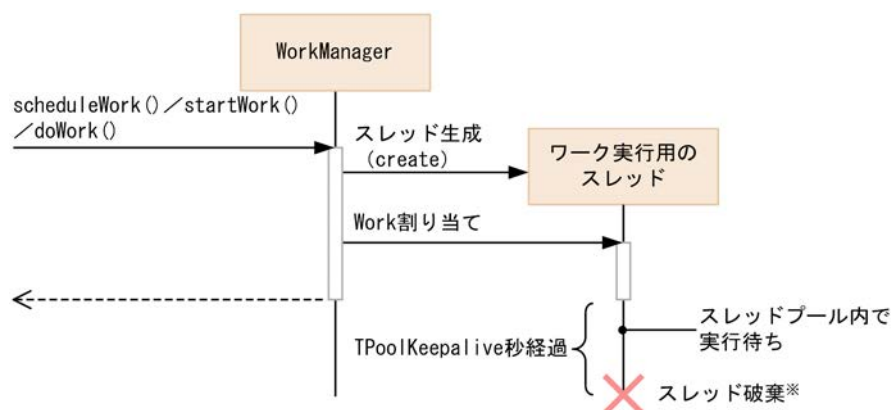 WorkManager
scheduleWork()／startWork()
／doWork()
スレッド生成
（create）
ワーク実行用の
スレッド
Work割り当て
スレッドプール内で
実行待ち
TPoolKeepalive秒経過
スレッド破棄※